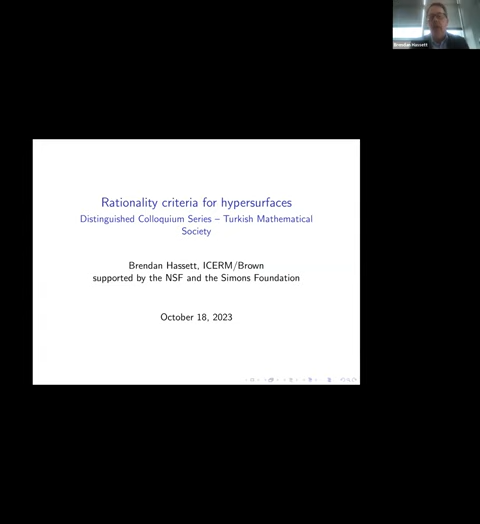 Brendan Hassett
Rationality criteria for hypersurfaces
Distinguished Colloquium Series – Turkish Mathematical
Society
Brendan Hassett, ICERM/Brown
supported by the NSF and the Simons Foundation
October 18, 2023